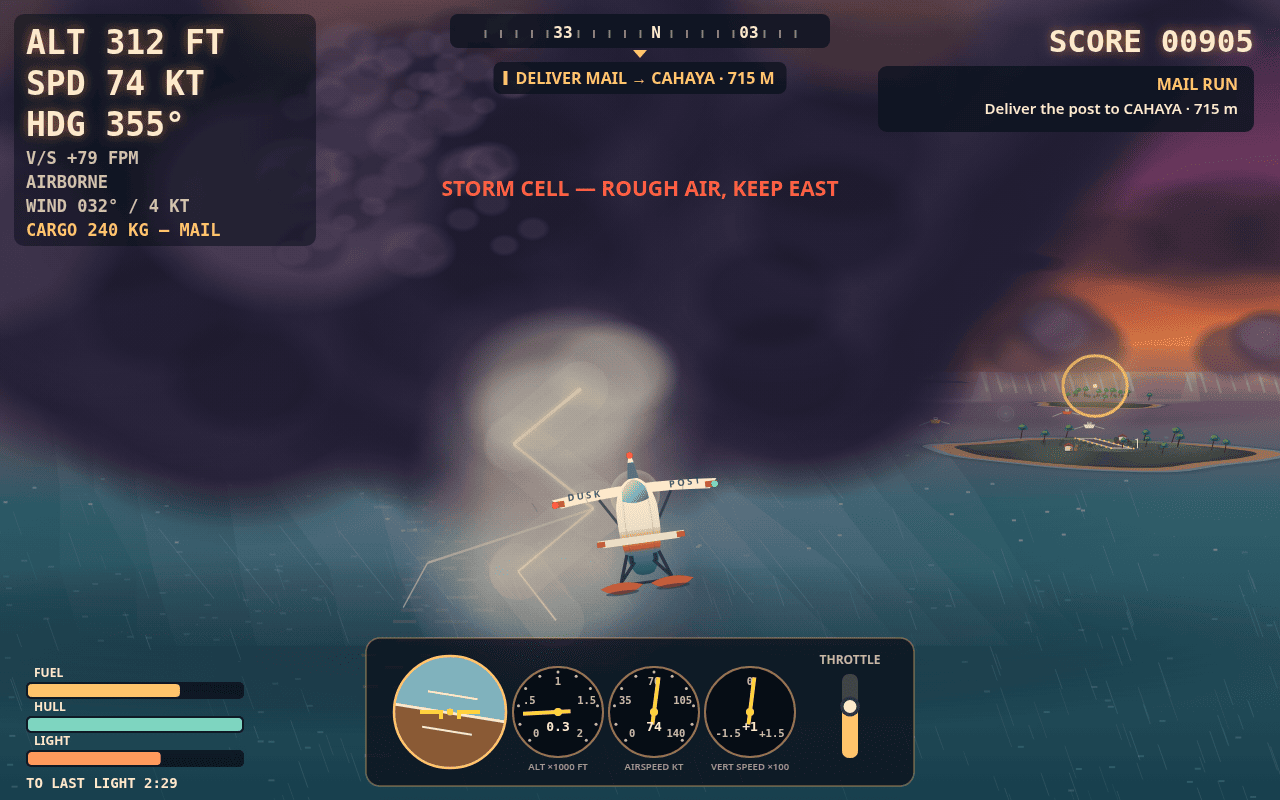 ALT 312 FT
SPD 74 KT
HDG 355°
V/S +79 FPM
AIRBORNE
WIND 032° / 4 KT
CARGO 240 KG — MAIL
33 N 03
DELIVER MAIL → CAHAYA · 715 M
SCORE 00905
MAIL RUN
Deliver the post to CAHAYA · 715 m
STORM CELL — ROUGH AIR, KEEP EAST
DUSK POST
FUEL
HULL
LIGHT
TO LAST LIGHT 2:29
0 .5 1 1.5 2
0.3
ALT ×1000 FT
0 35 70 105 140
74
AIRSPEED KT
-1.5 0 +1.5
+1
VERT SPEED ×100
THROTTLE